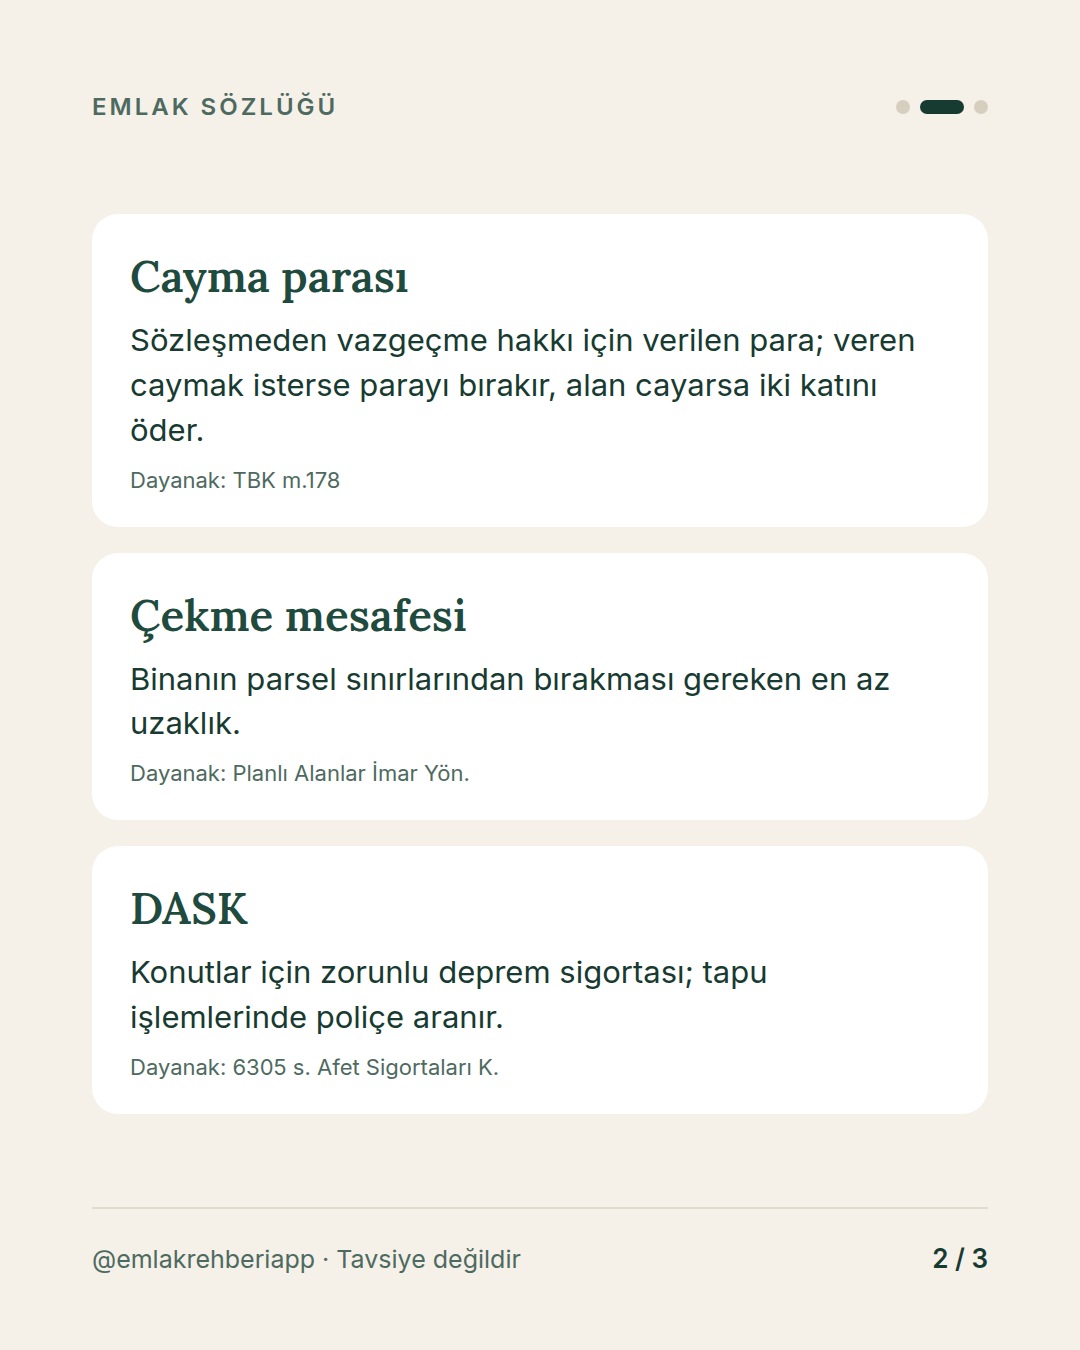 EMLAK SÖZLÜĞÜ
Cayma parası
Sözleşmeden vazgeçme hakkı için verilen para; veren
caymak isterse parayı bırakır, alan cayarsa iki katını
öder.
Dayanak: TBK m.178
Çekme mesafesi
Binanın parsel sınırlarından bırakması gereken en az
uzaklık.
Dayanak: Planlı Alanlar İmar Yön.
DASK
Konutlar için zorunlu deprem sigortası; tapu
işlemlerinde poliçe aranır.
Dayanak: 6305 s. Afet Sigortaları K.
@emlakrehberiapp · Tavsiye değildir
2 / 3